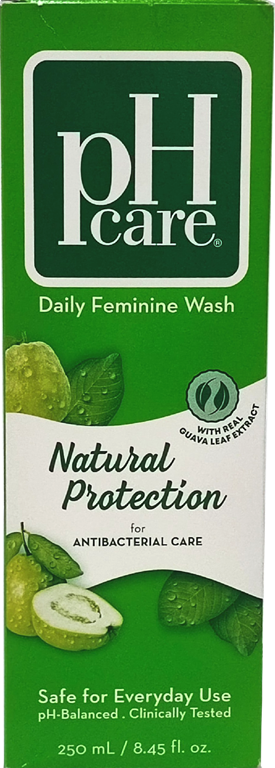 pH
care®
Daily Feminine Wash
WITH REAL
GUAVA LEAF EXTRACT
Natural
Protection
for
ANTIBACTERIAL CARE
Safe for Everyday Use
pH-Balanced . Clinically Tested
250 mL / 8.45 fl. oz.